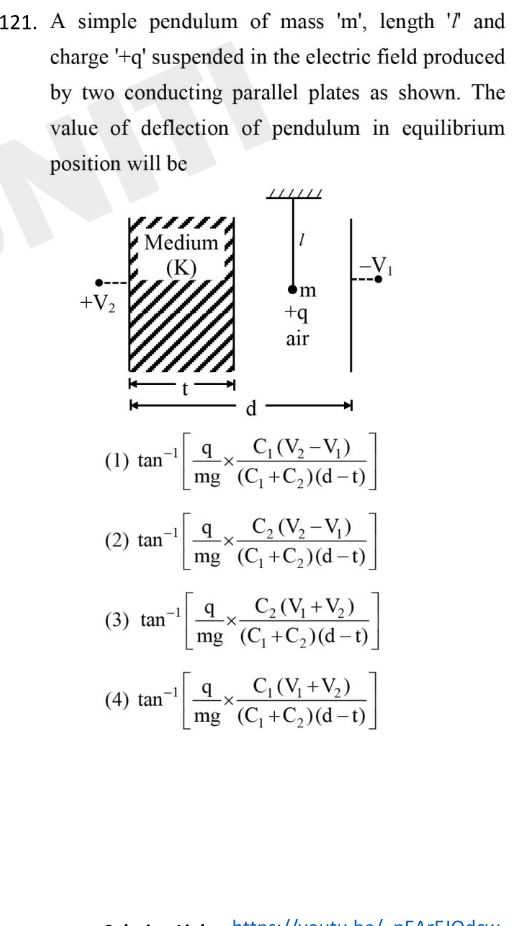 121. A simple pendulum of mass 'm', length 'l' and
charge '+q' suspended in the electric field produced
by two conducting parallel plates as shown. The
value of deflection of pendulum in equilibrium
position will be
Medium
(K)
l
–V₁
+V₂
m
+q
air
t
d
(1) tan⁻¹[q/mg × C₁(V₂ – V₁)/(C₁ + C₂)(d – t)]
(2) tan⁻¹[q/mg × C₂(V₂ – V₁)/(C₁ + C₂)(d – t)]
(3) tan⁻¹[q/mg × C₂(V₁ + V₂)/(C₁ + C₂)(d – t)]
(4) tan⁻¹[q/mg × C₁(V₁ + V₂)/(C₁ + C₂)(d – t)]